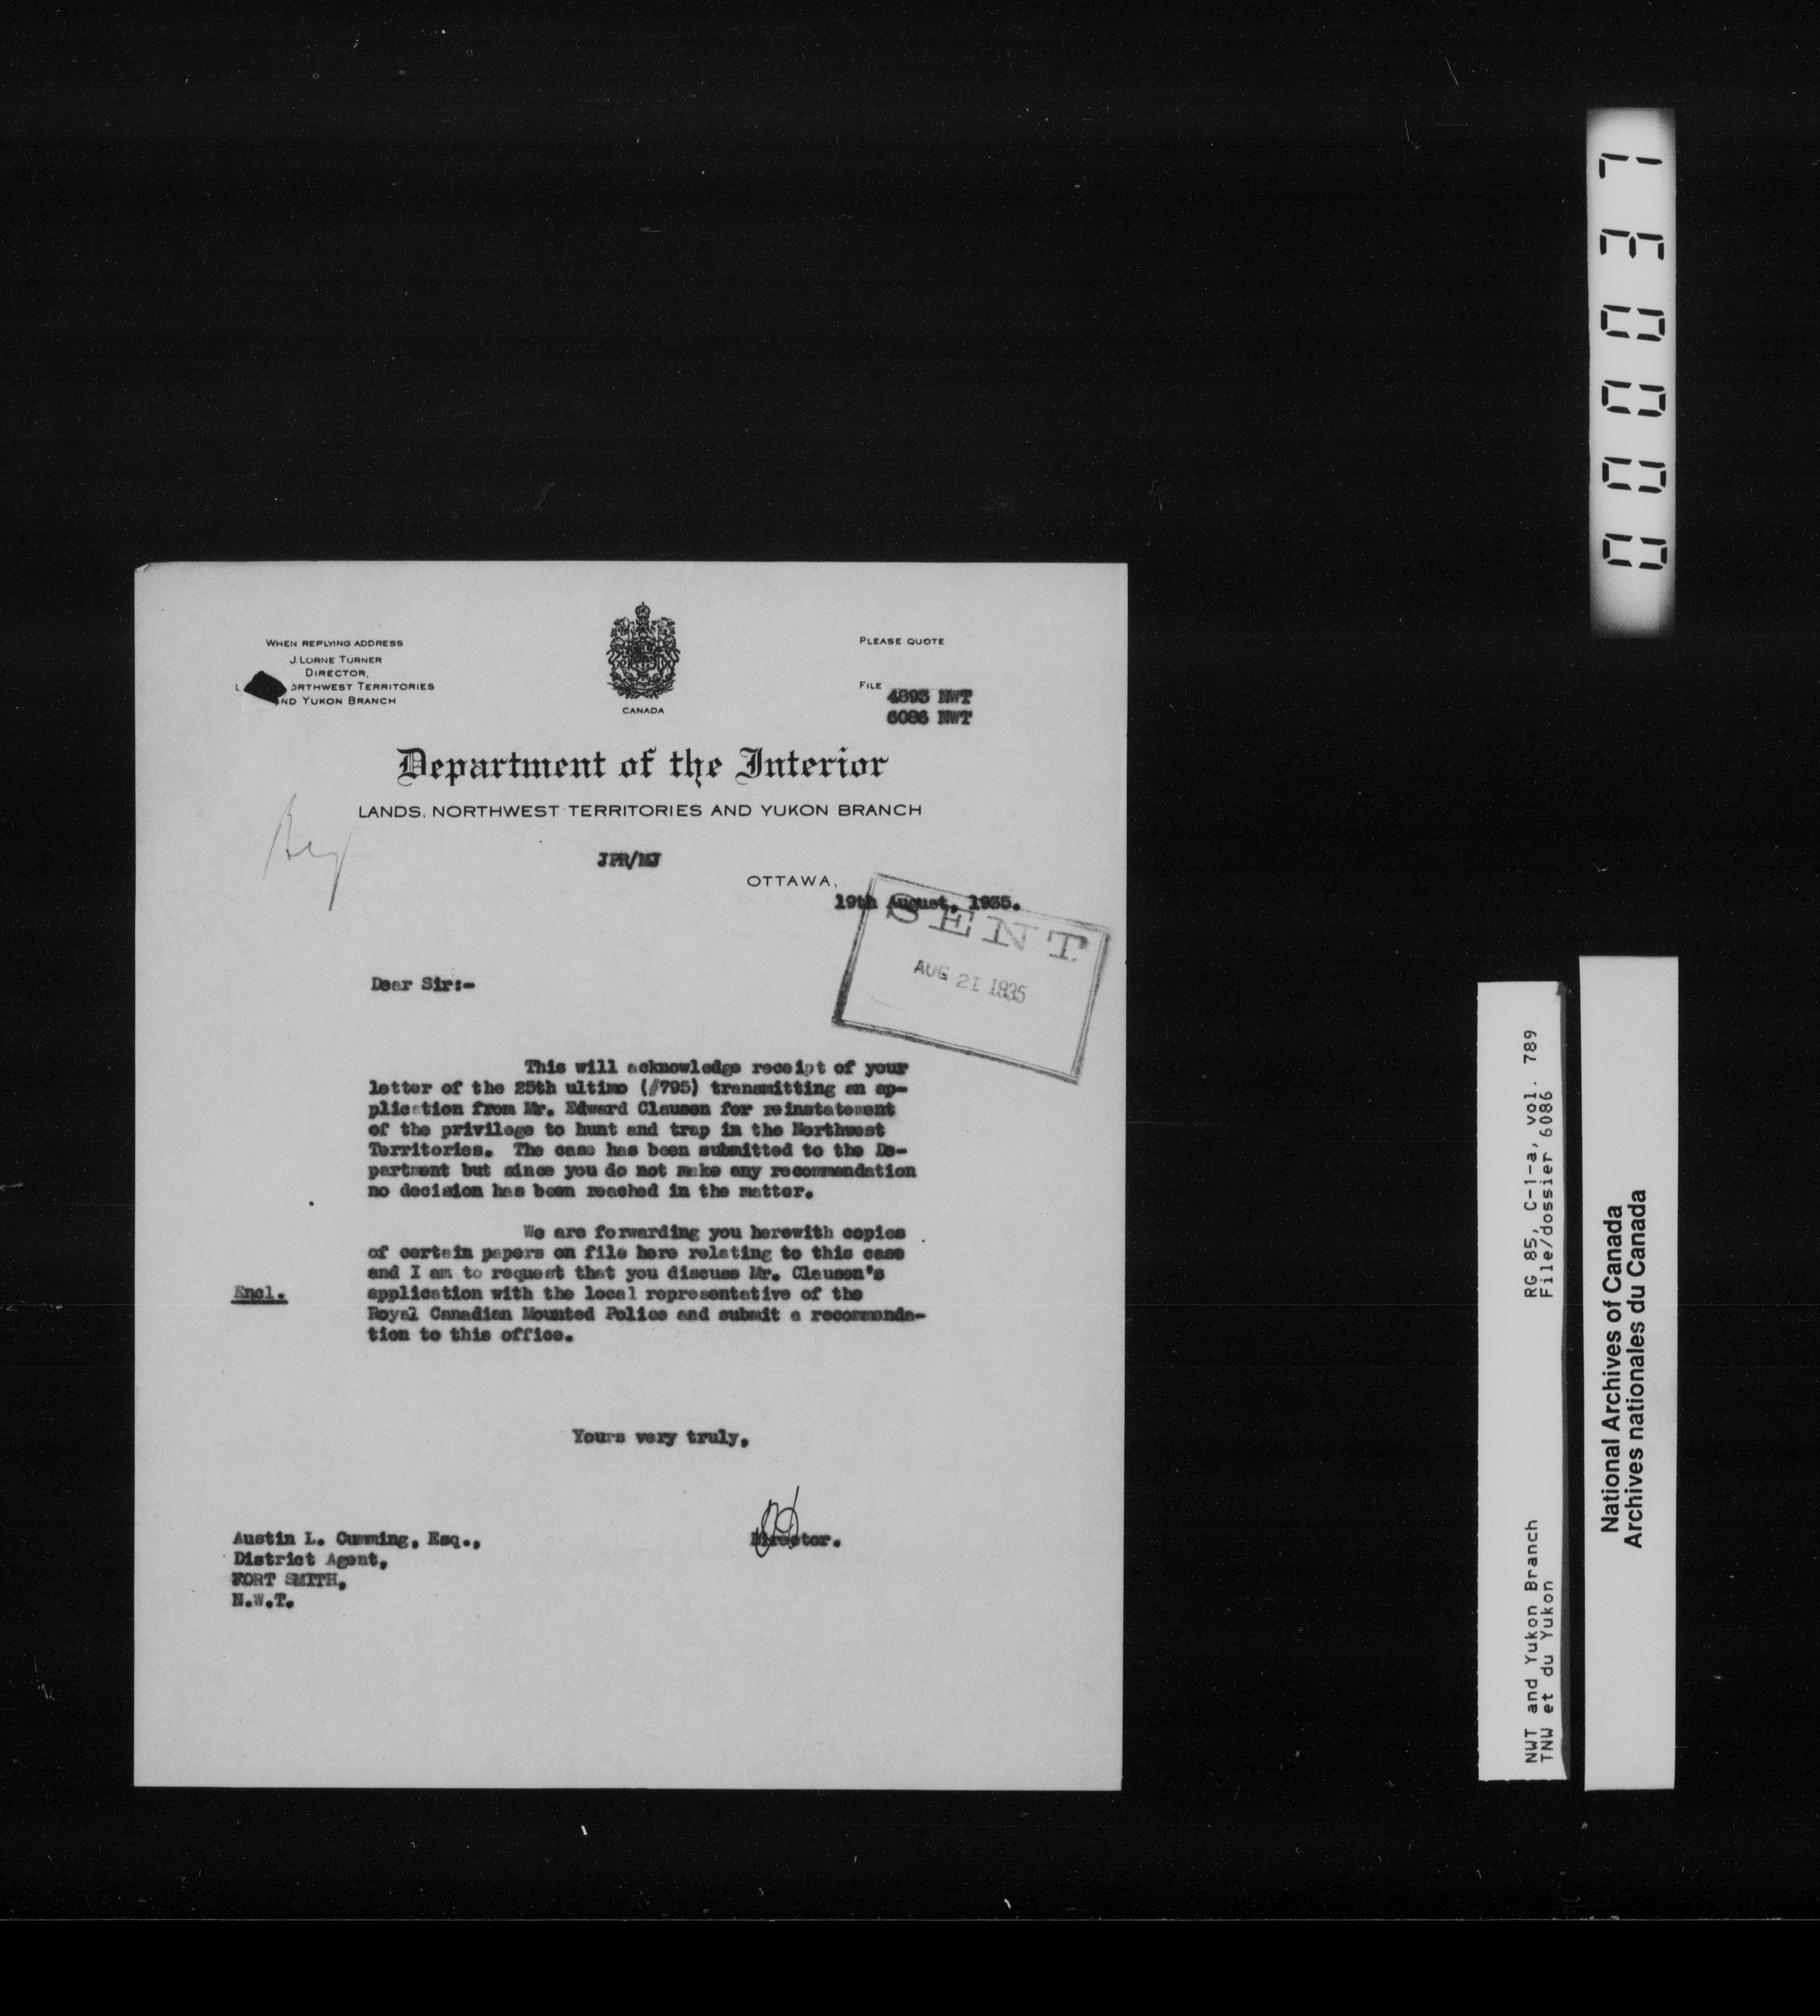 WHEN REPLYING ADDRESS
J. LORNE TURNER
DIRECTOR,
L ORTHWEST TERRITORIES
AND YUKON BRANCH
CANADA
PLEASE QUOTE
FILE
4893 NWT
6086 NWT
Department of the Interior
LANDS, NORTHWEST TERRITORIES AND YUKON BRANCH
JPR/MJ
OTTAWA,
19th August, 1935.
SENT
AUG 21 1935
Dear Sir:-
This will acknowledge receipt of your
letter of the 25th ultimo (#795) transmitting an ap-
plication from Mr. Edward Clausen for reinstatement
of the privilege to hunt and trap in the Northwest
Territories. The case has been submitted to the De-
partment but since you do not make any recommendation
no decision has been reached in the matter.
We are forwarding you herewith copies
of certain papers on file here relating to this case
and I am to request that you discuss Mr. Clausen's
Encl. application with the local representative of the
Royal Canadian Mounted Police and submit a recommenda-
tion to this office.
Yours very truly,
Director.
Austin L. Cumming, Esq.,
District Agent,
FORT SMITH,
N.W.T.
000037
NWT and Yukon Branch RG 85, C-1-a, vol. 789
TNW et du Yukon File/dossier 6086
National Archives of Canada
Archives nationales du Canada